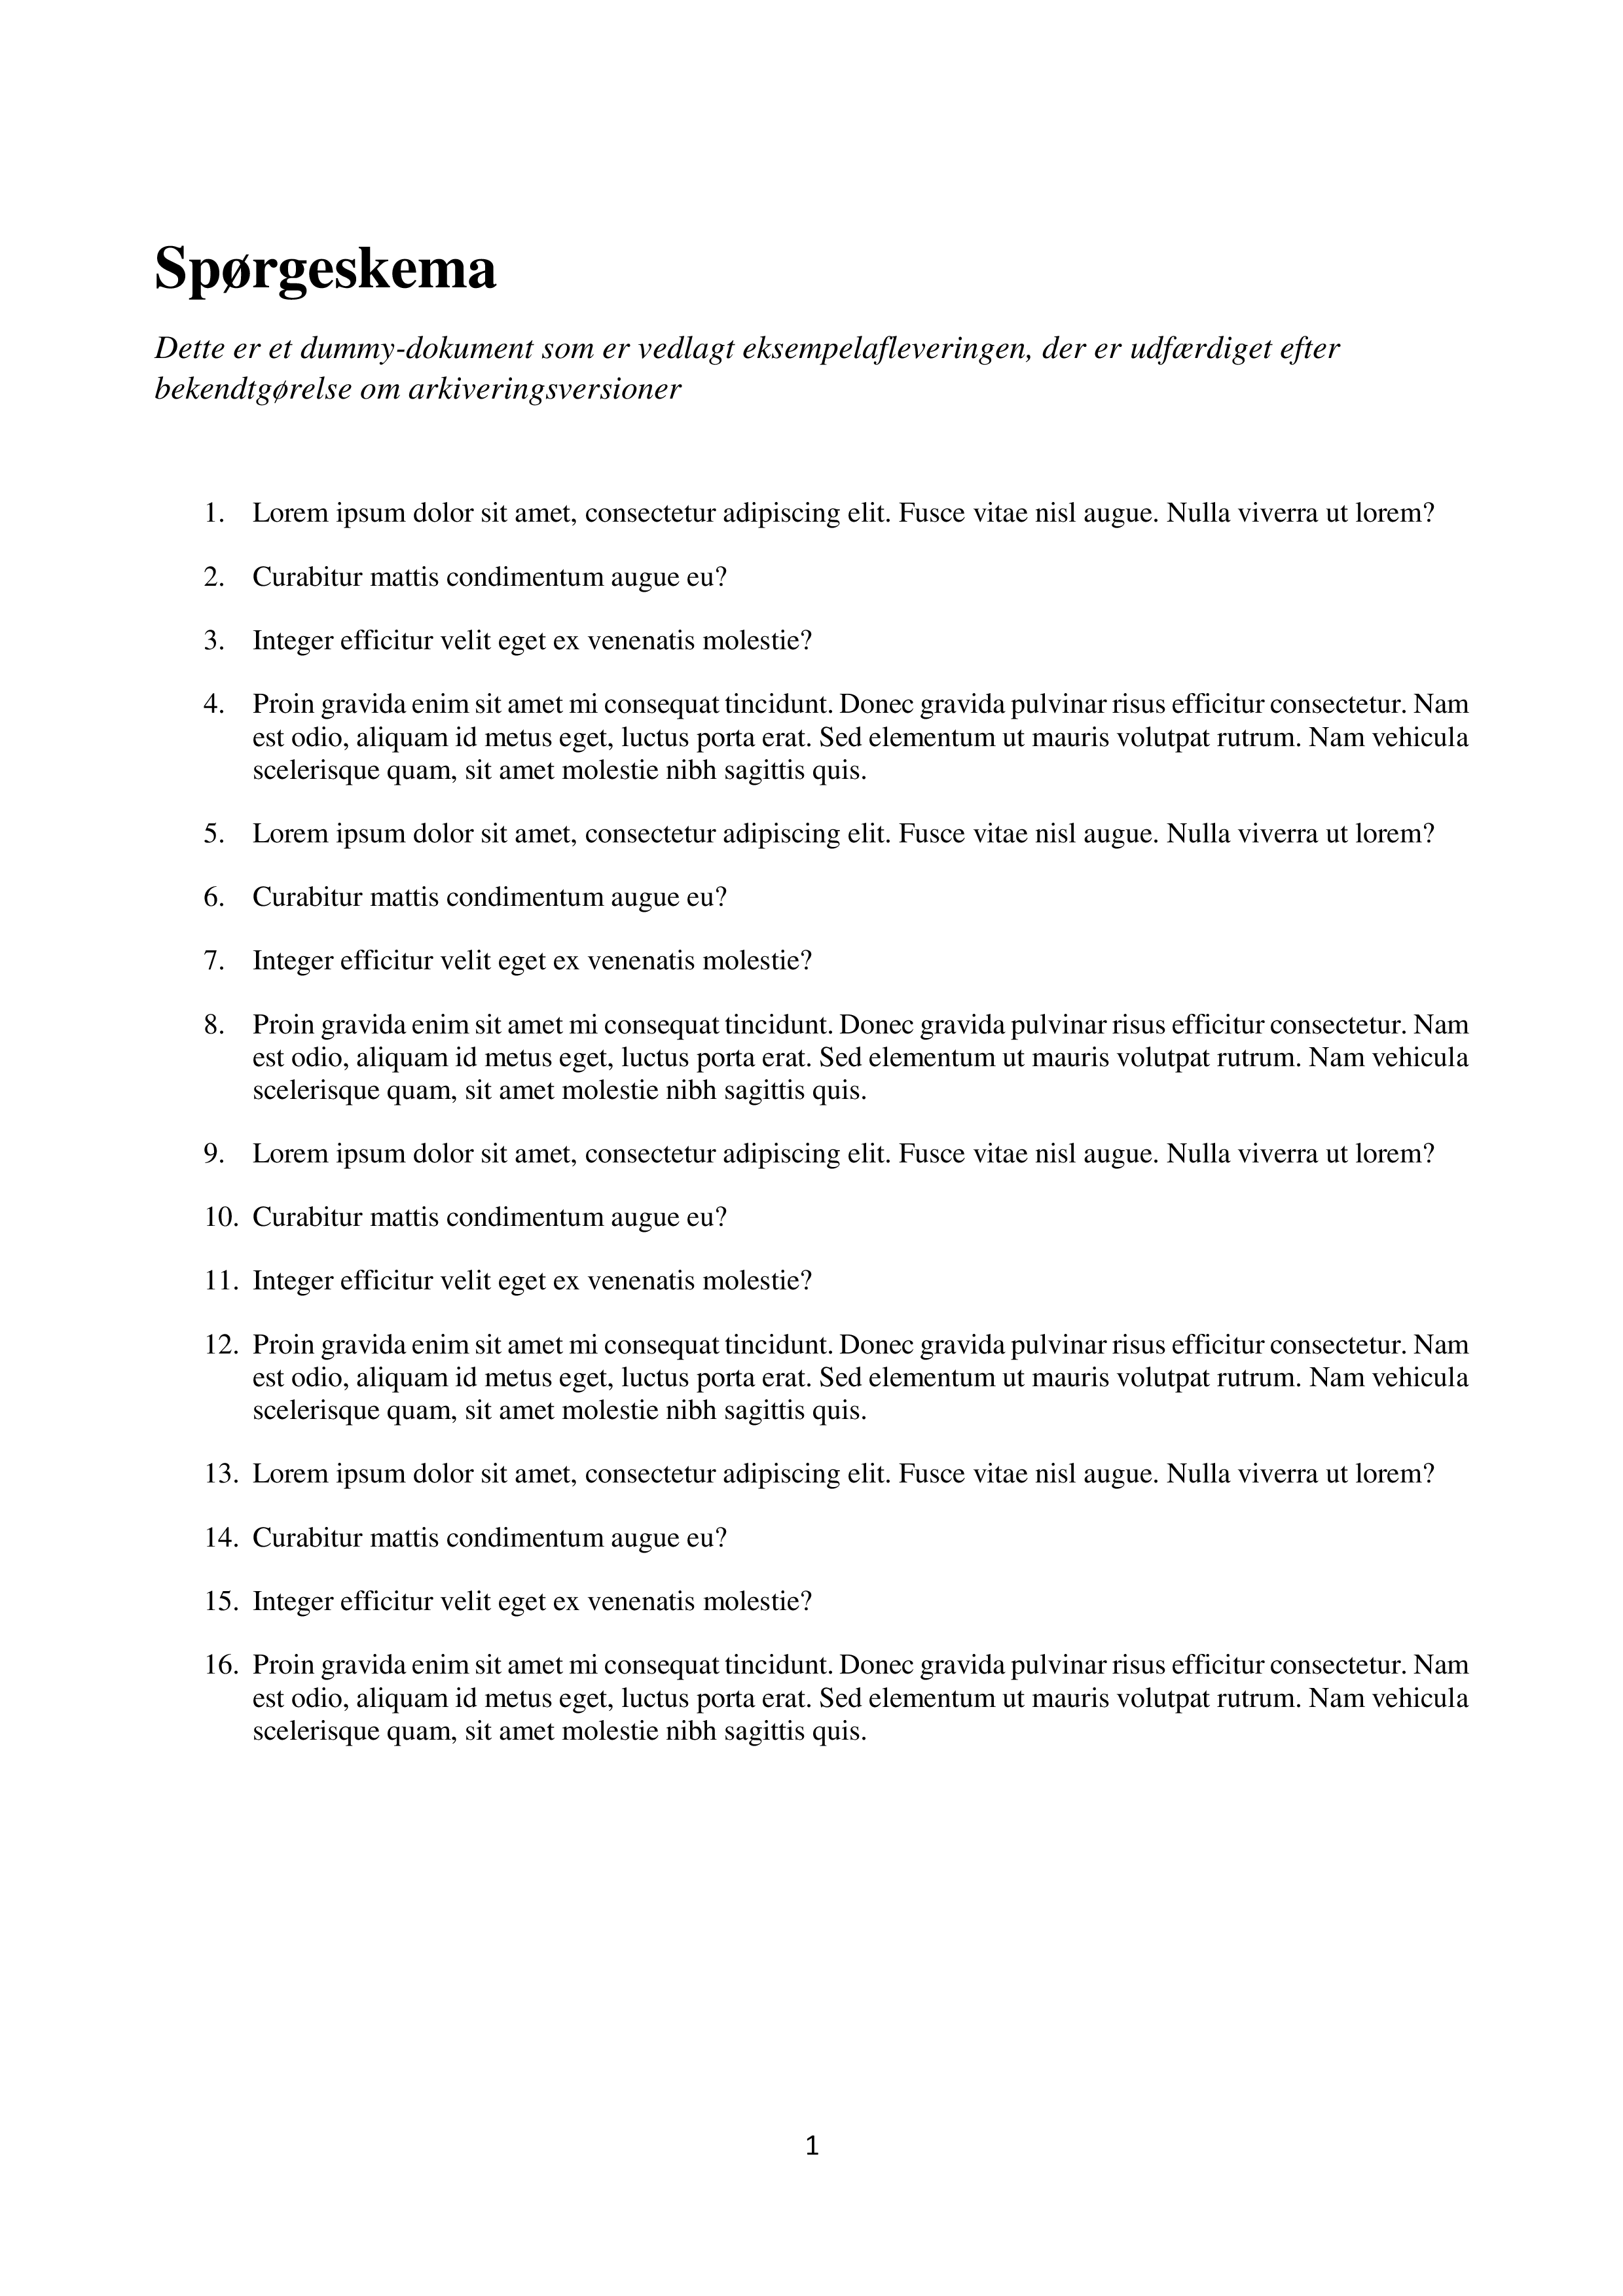 Spørgeskema
Dette er et dummy-dokument som er vedlagt eksempelafleveringen, der er udfærdiget efter
bekendtgørelse om arkiveringsversioner
1. Lorem ipsum dolor sit amet, consectetur adipiscing elit. Fusce vitae nisl augue. Nulla viverra ut lorem?
2. Curabitur mattis condimentum augue eu?
3. Integer efficitur velit eget ex venenatis molestie?
4. Proin gravida enim sit amet mi consequat tincidunt. Donec gravida pulvinar risus efficitur consectetur. Nam
est odio, aliquam id metus eget, luctus porta erat. Sed elementum ut mauris volutpat rutrum. Nam vehicula
scelerisque quam, sit amet molestie nibh sagittis quis.
5. Lorem ipsum dolor sit amet, consectetur adipiscing elit. Fusce vitae nisl augue. Nulla viverra ut lorem?
6. Curabitur mattis condimentum augue eu?
7. Integer efficitur velit eget ex venenatis molestie?
8. Proin gravida enim sit amet mi consequat tincidunt. Donec gravida pulvinar risus efficitur consectetur. Nam
est odio, aliquam id metus eget, luctus porta erat. Sed elementum ut mauris volutpat rutrum. Nam vehicula
scelerisque quam, sit amet molestie nibh sagittis quis.
9. Lorem ipsum dolor sit amet, consectetur adipiscing elit. Fusce vitae nisl augue. Nulla viverra ut lorem?
10. Curabitur mattis condimentum augue eu?
11. Integer efficitur velit eget ex venenatis molestie?
12. Proin gravida enim sit amet mi consequat tincidunt. Donec gravida pulvinar risus efficitur consectetur. Nam
est odio, aliquam id metus eget, luctus porta erat. Sed elementum ut mauris volutpat rutrum. Nam vehicula
scelerisque quam, sit amet molestie nibh sagittis quis.
13. Lorem ipsum dolor sit amet, consectetur adipiscing elit. Fusce vitae nisl augue. Nulla viverra ut lorem?
14. Curabitur mattis condimentum augue eu?
15. Integer efficitur velit eget ex venenatis molestie?
16. Proin gravida enim sit amet mi consequat tincidunt. Donec gravida pulvinar risus efficitur consectetur. Nam
est odio, aliquam id metus eget, luctus porta erat. Sed elementum ut mauris volutpat rutrum. Nam vehicula
scelerisque quam, sit amet molestie nibh sagittis quis.
1